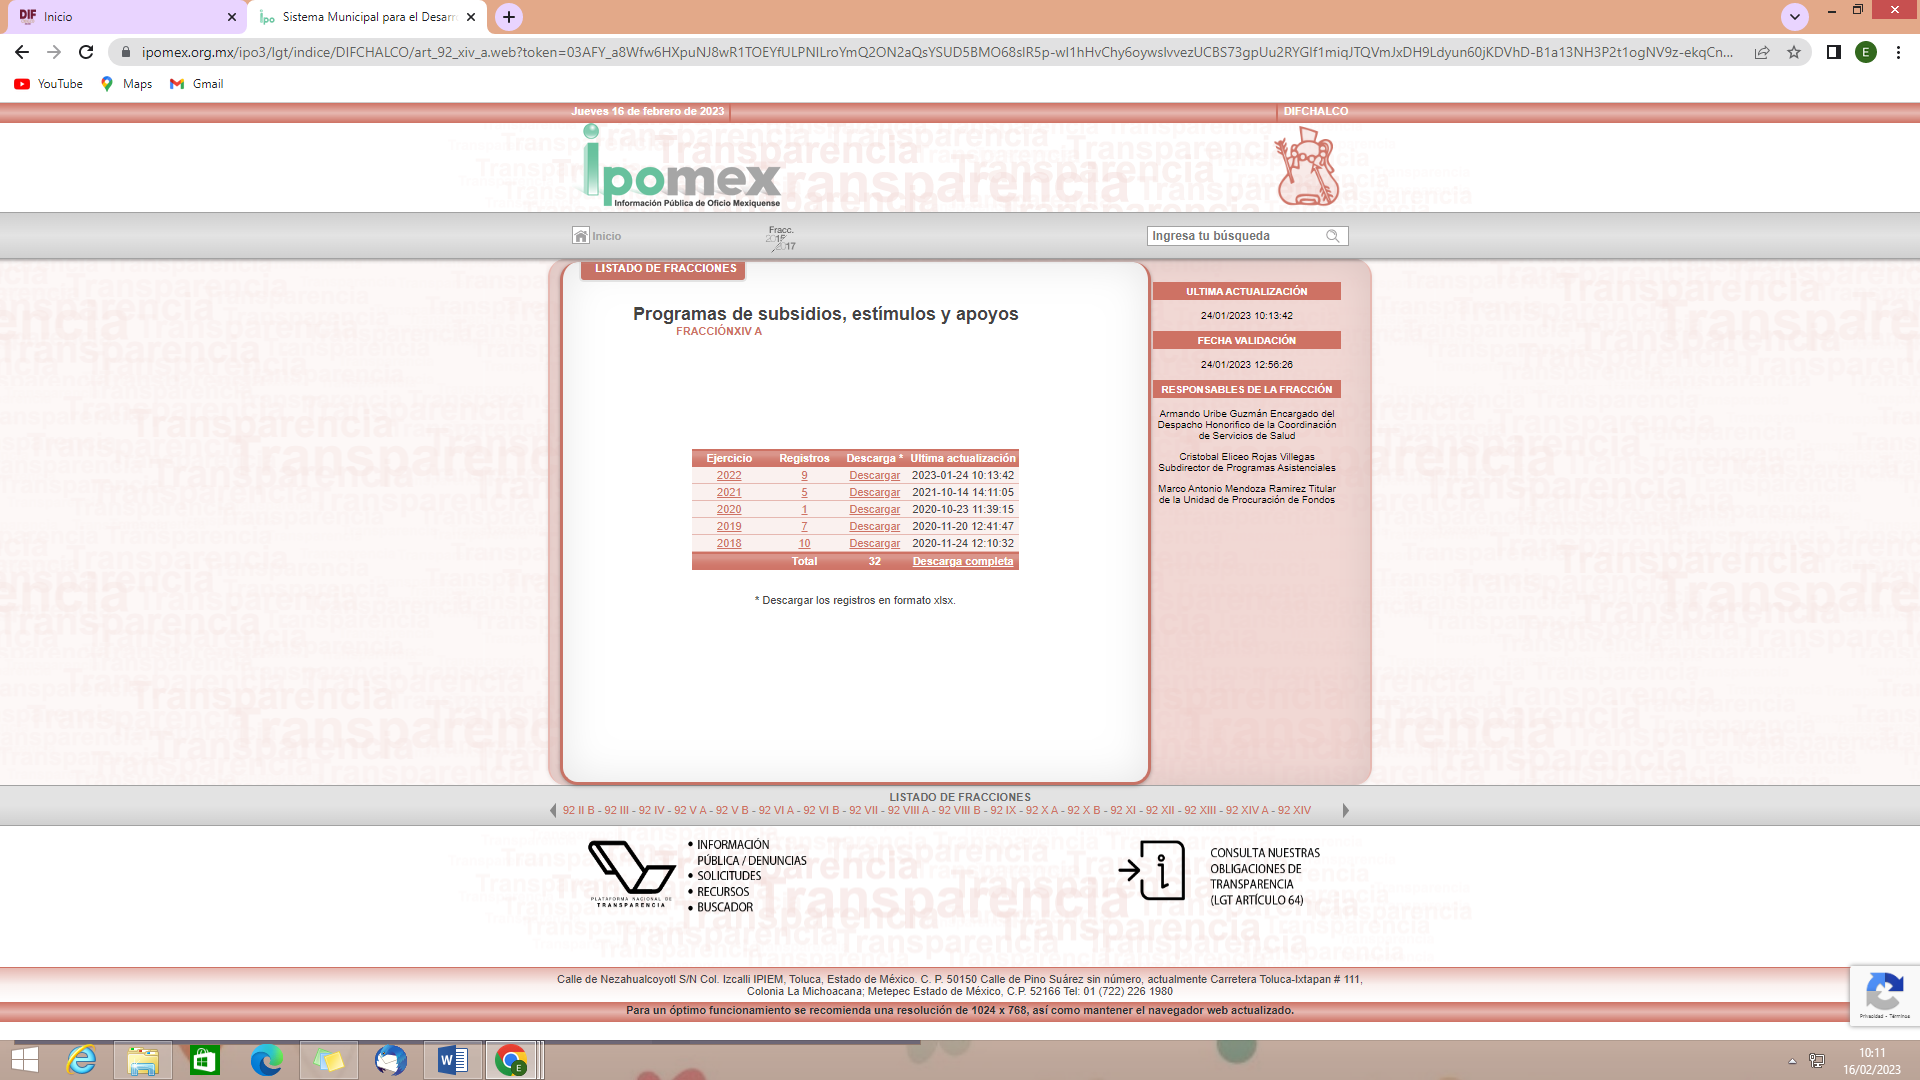 DIF Inicio
Ipo Sistema Municipal para el Desarr
ipomex.org.mx/ipo3/lgt/indice/DIFCHALCO/art_92_xiv_a.web?token=
YouTube Maps Gmail
Jueves 16 de febrero de 2023 DIFCHALCO
ipomex
Información Pública de Oficio Mexiquense
Inicio
Fracc.
2017
Ingresa tu búsqueda
LISTADO DE FRACCIONES
Programas de subsidios, estímulos y apoyos
FRACCIÓNXIV A
Ejercicio Registros Descarga * Ultima actualización
2022 9 Descargar 2023-01-24 10:13:42
2021 5 Descargar 2021-10-14 14:11:05
2020 1 Descargar 2020-10-23 11:39:15
2019 7 Descargar 2020-11-20 12:41:47
2018 10 Descargar 2020-11-24 12:10:32
Total 32 Descarga completa
* Descargar los registros en formato xlsx.
ULTIMA ACTUALIZACIÓN
24/01/2023 10:13:42
FECHA VALIDACIÓN
24/01/2023 12:56:26
RESPONSABLES DE LA FRACCIÓN
Armando Uribe Guzmán Encargado del
Despacho Honorifico de la Coordinación
de Servicios de Salud
Cristobal Eliceo Rojas Villegas
Subdirector de Programas Asistenciales
Marco Antonio Mendoza Ramirez Titular
de la Unidad de Procuración de Fondos
LISTADO DE FRACCIONES
92 II B - 92 III - 92 IV - 92 V A - 92 V B - 92 VI A - 92 VI B - 92 VII - 92 VIII A - 92 VIII B - 92 IX - 92 X A - 92 X B - 92 XI - 92 XII - 92 XIII - 92 XIV A - 92 XIV
PLATAFORMA NACIONAL DE
TRANSPARENCIA
• INFORMACIÓN
PÚBLICA / DENUNCIAS
• SOLICITUDES
• RECURSOS
• BUSCADOR
CONSULTA NUESTRAS
OBLIGACIONES DE
TRANSPARENCIA
(LGT ARTÍCULO 64)
Calle de Nezahualcoyotl S/N Col. Izcalli IPIEM, Toluca, Estado de México. C. P. 50150 Calle de Pino Suárez sin número, actualmente Carretera Toluca-Ixtapan # 111,
Colonia La Michoacana; Metepec Estado de México, C.P. 52166 Tel: 01 (722) 226 1980
Para un óptimo funcionamiento se recomienda una resolución de 1024 x 768, así como mantener el navegador web actualizado.
Privacidad - Términos
10:11
16/02/2023